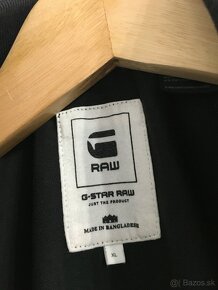 RAW
G-STAR RAW
JUST THE PRODUCT
MADE IN BANGLADESH
XL
Bazos.sk